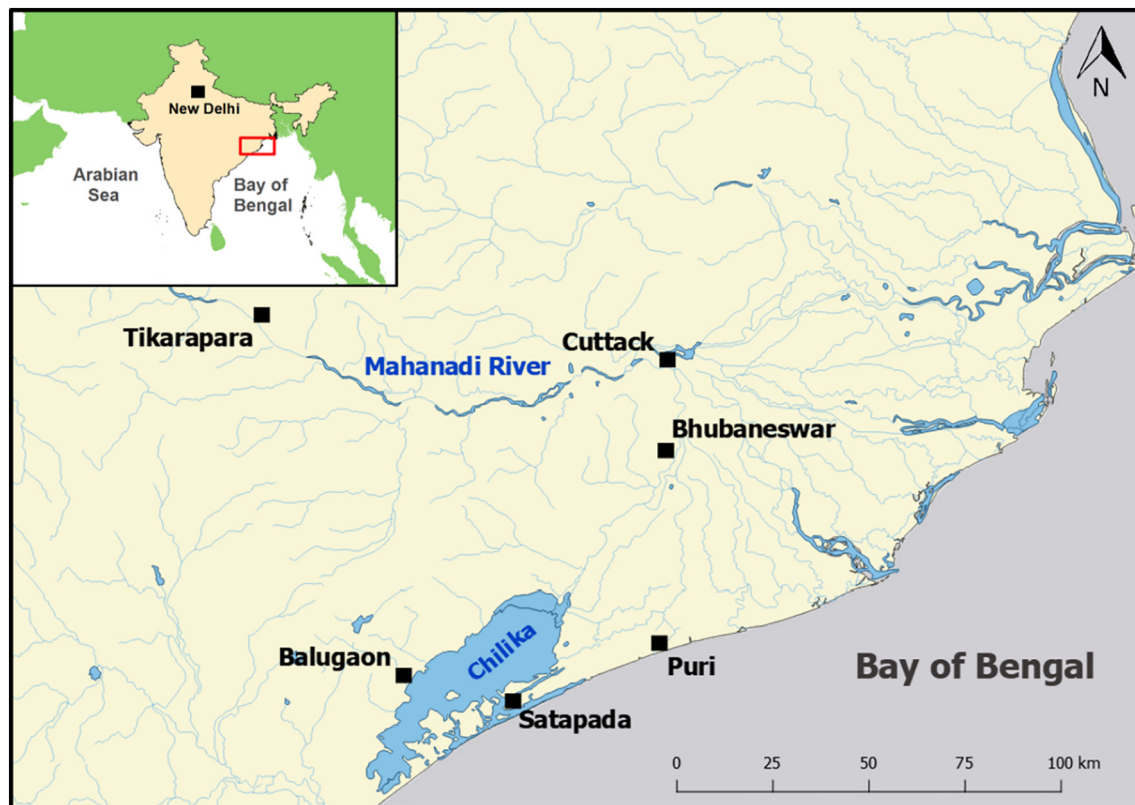 New Delhi
Arabian
Sea
Bay of
Bengal
N
Tikarapara
Mahanadi River
Cuttack
Bhubaneswar
Balugaon
Chilika
Satapada
Puri
Bay of Bengal
0 25 50 75 100 km